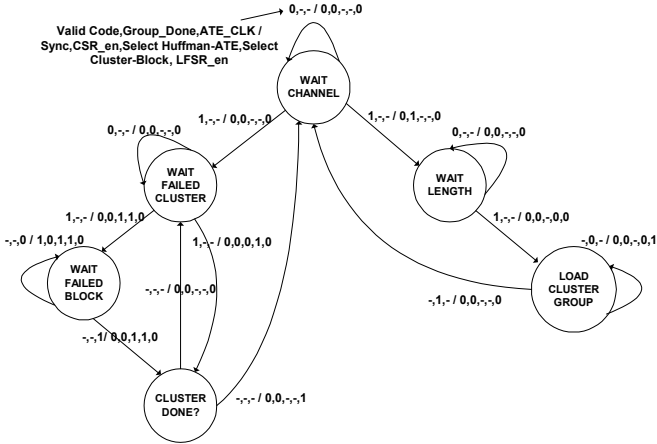 0,-,- / 0,0,-,-,0
Valid Code,Group_Done,ATE_CLK /
Sync,CSR_en,Select Huffman-ATE,Select
Cluster-Block, LFSR_en
WAIT
CHANNEL
1,-,- / 0,0,-,-,0
1,-,- / 0,1,-,-,0
0,-,- / 0,0,-,-,0
0,-,- / 0,0,-,-,0
WAIT
FAILED
CLUSTER
WAIT
LENGTH
1,-,- / 0,0,1,1,0
1,-,- / 0,0,0,1,0
1,-,- / 0,0,-,0,0
-,-,0 / 1,0,1,1,0
-,0,- / 0,0,-,0,1
WAIT
FAILED
BLOCK
-,-,- / 0,0,-,-,0
LOAD
CLUSTER
GROUP
-,1,- / 0,0,-,-,0
-,-,1/ 0,0,1,1,0
CLUSTER
DONE?
-,-,- / 0,0,-,-,1